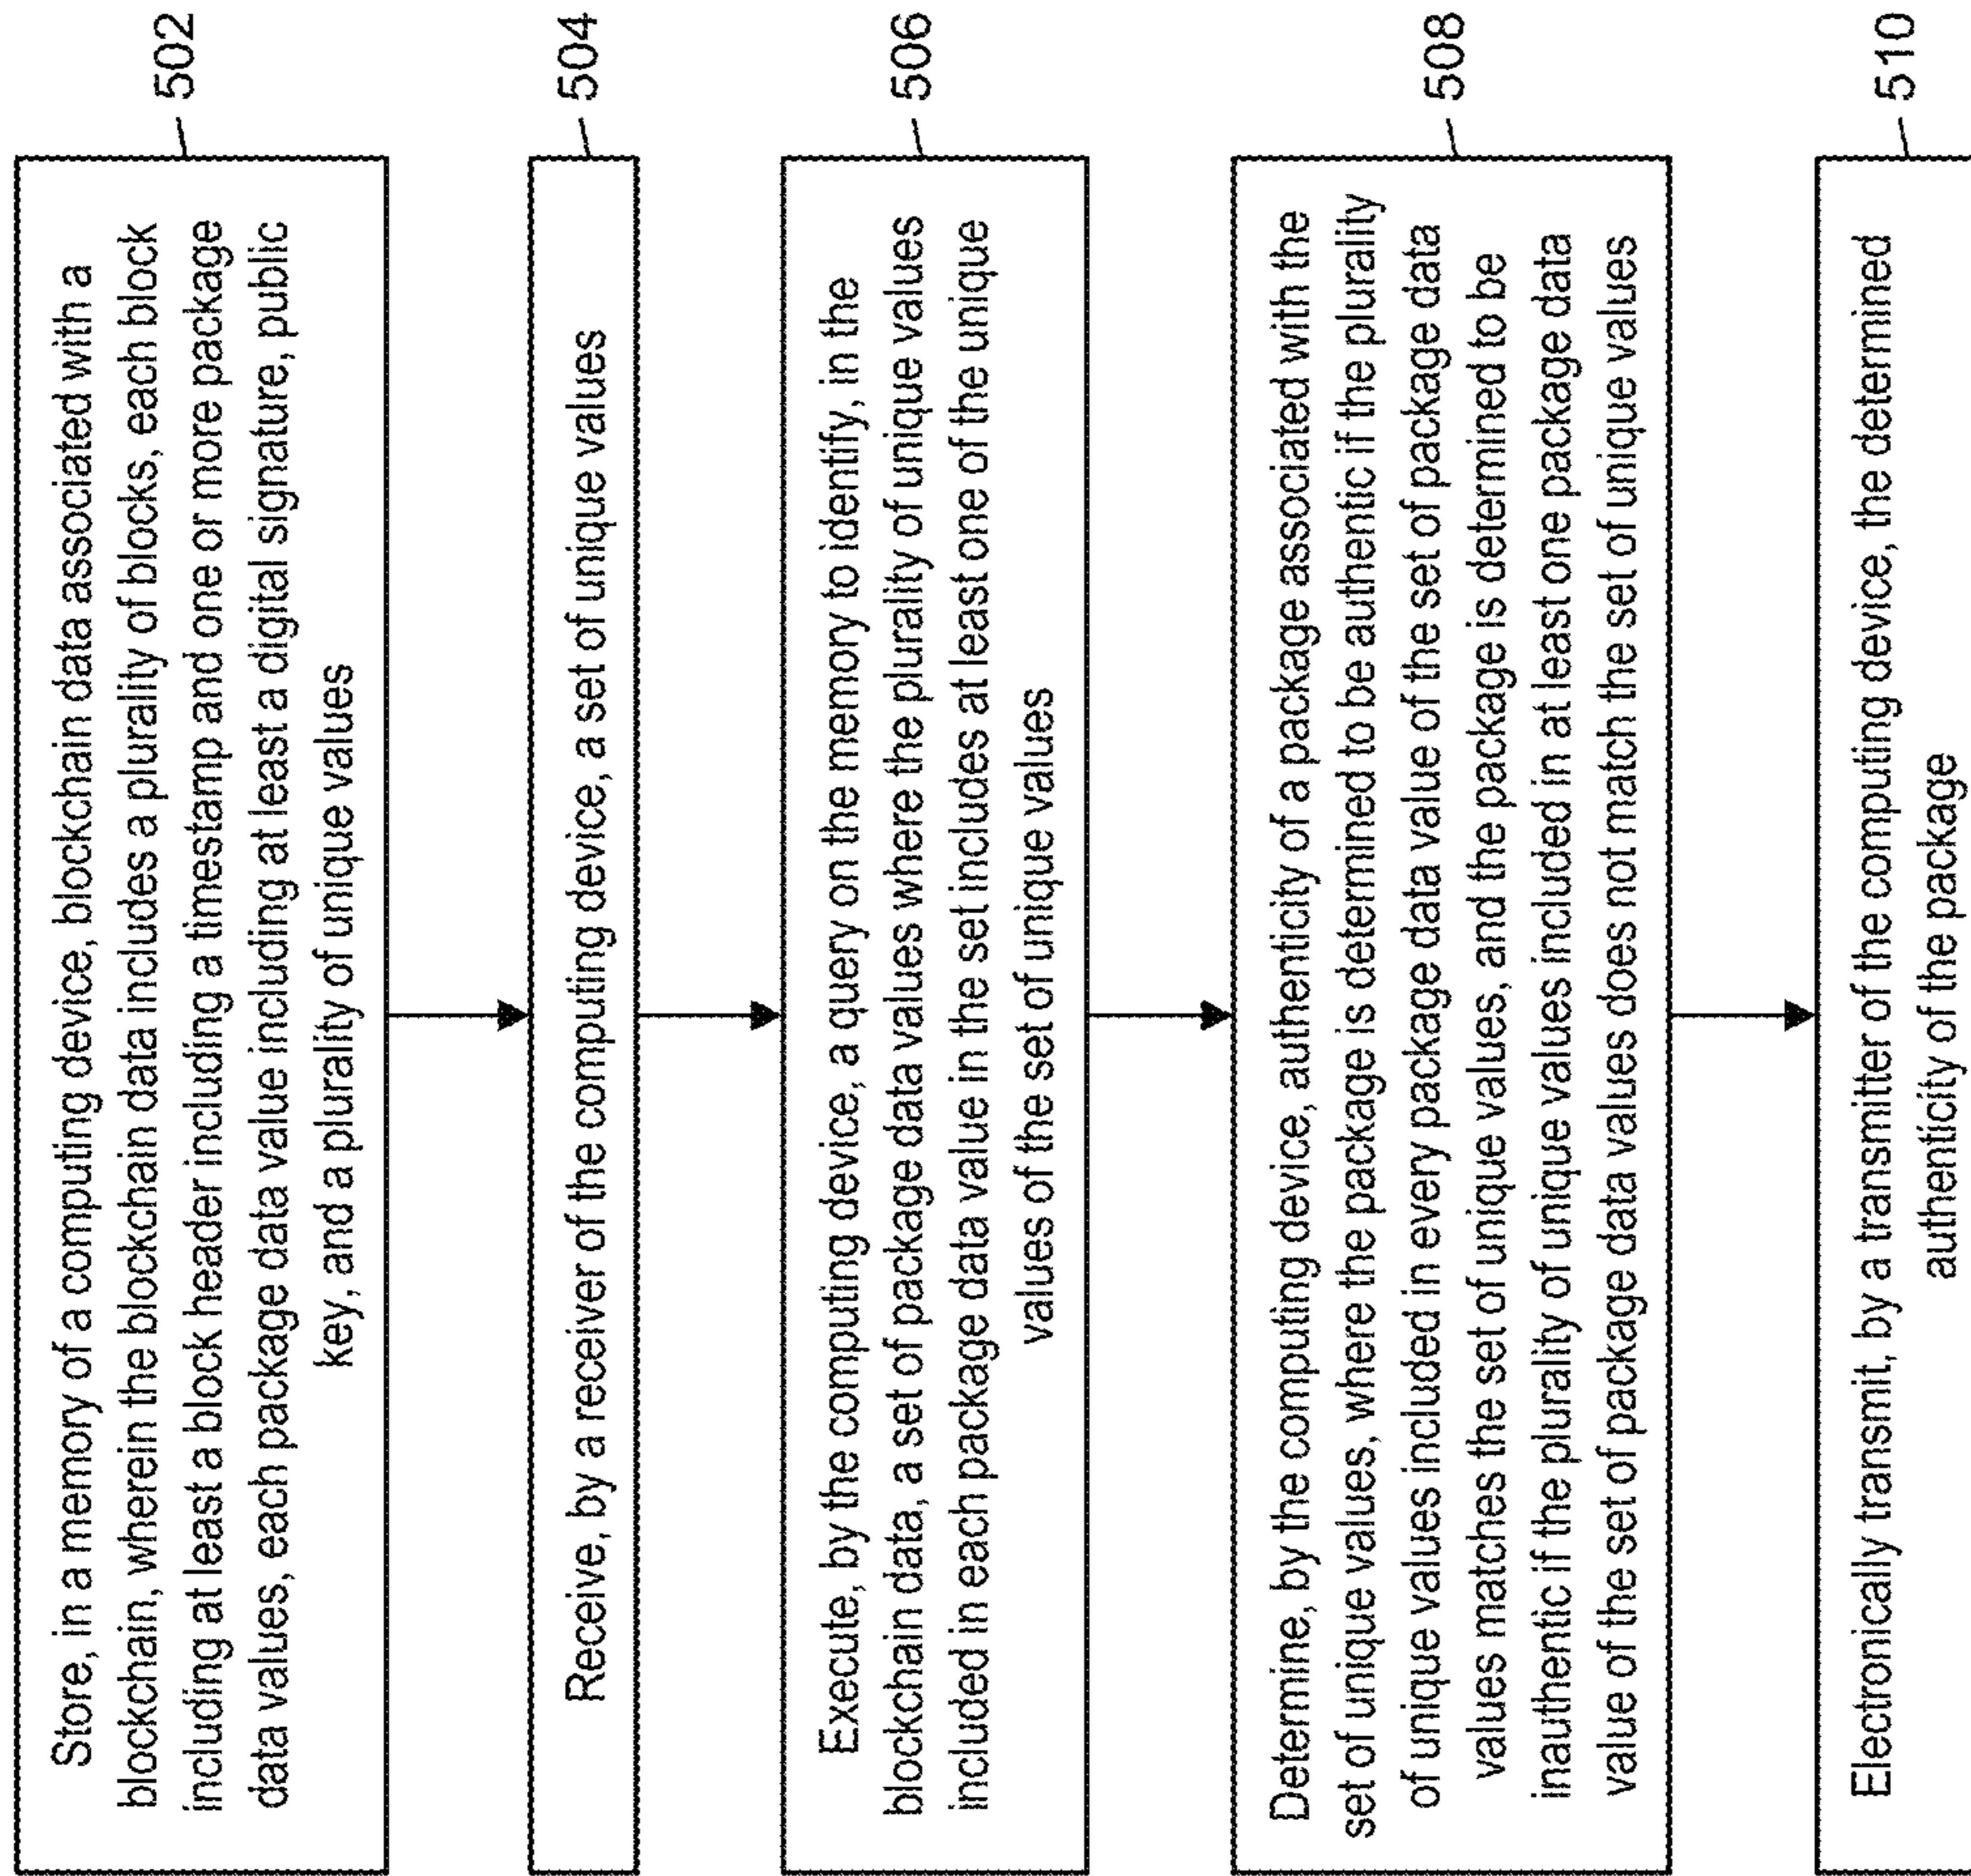 Store, in a memory of a computing device, blockchain data associated with a
blockchain, wherein the blockchain data includes a plurality of blocks, each block
including at least a block header including a timestamp and one or more package
data values, each package data value including at least a digital signature, public
key, and a plurality of unique values
502
Receive, by a receiver of the computing device, a set of unique values
504
Execute, by the computing device, a query on the memory to identify, in the
blockchain data, a set of package data values where the plurality of unique values
included in each package data value in the set includes at least one of the unique
values of the set of unique values
506
Determine, by the computing device, authenticity of a package associated with the
set of unique values, where the package is determined to be authentic if the plurality
of unique values included in every package data value of the set of package data
values matches the set of unique values, and the package is determined to be
inauthentic if the plurality of unique values included in at least one package data
value of the set of package data values does not match the set of unique values
508
Electronically transmit, by a transmitter of the computing device, the determined
authenticity of the package
510